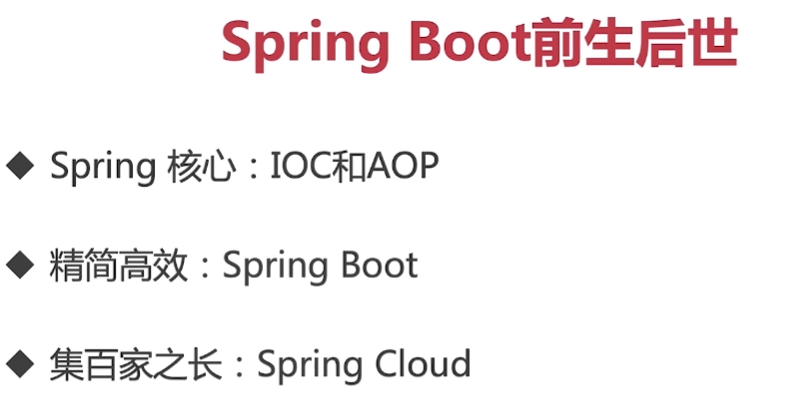 Spring Boot前生后世
◆ Spring 核心：IOC和AOP
◆ 精简高效：Spring Boot
◆ 集百家之长：Spring Cloud